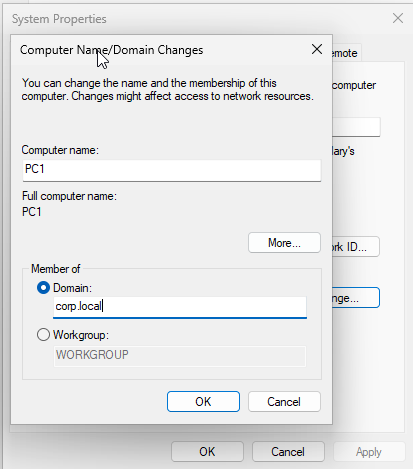 System Properties
Computer Name/Domain Changes
emote
You can change the name and the membership of this
computer. Changes might affect access to network resources.
computer
Computer name:
PC1
Mary's
Full computer name:
PC1
More...
rk ID...
Member of
Domain:
corp.local
nge...
Workgroup:
WORKGROUP
OK
Cancel
OK
Cancel
Apply